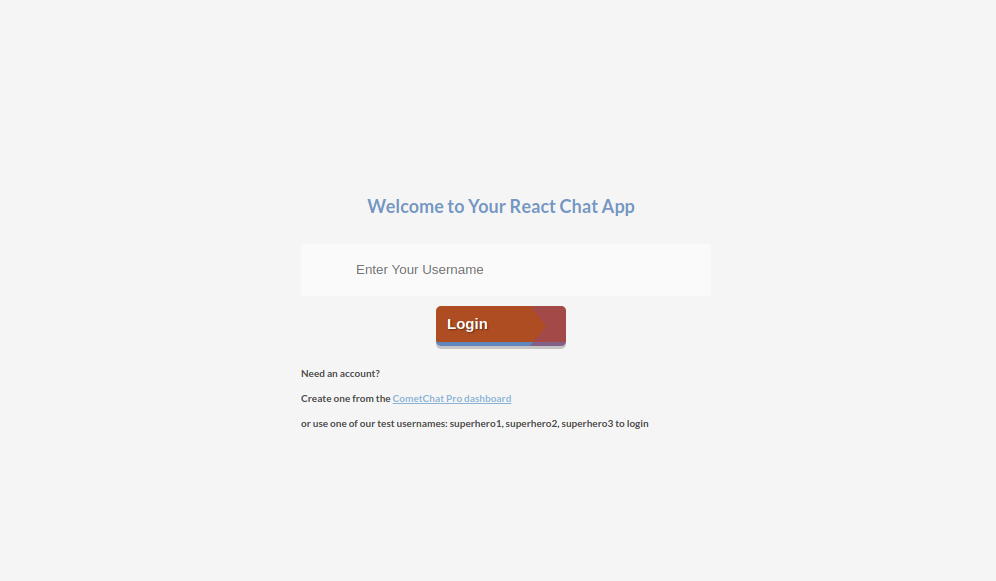 Welcome to Your React Chat App
Enter Your Username
Login
Need an account?
Create one from the CometChat Pro dashboard
or use one of our test usernames: superhero1, superhero2, superhero3 to login